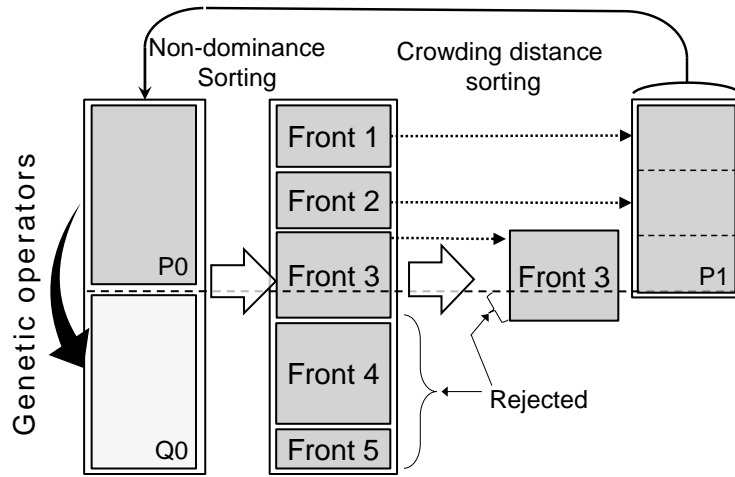 Non-dominance
Sorting
Crowding distance
sorting
Genetic operators
P0
Q0
Front 1
Front 2
Front 3
Front 4
Front 5
Front 3
Rejected
P1